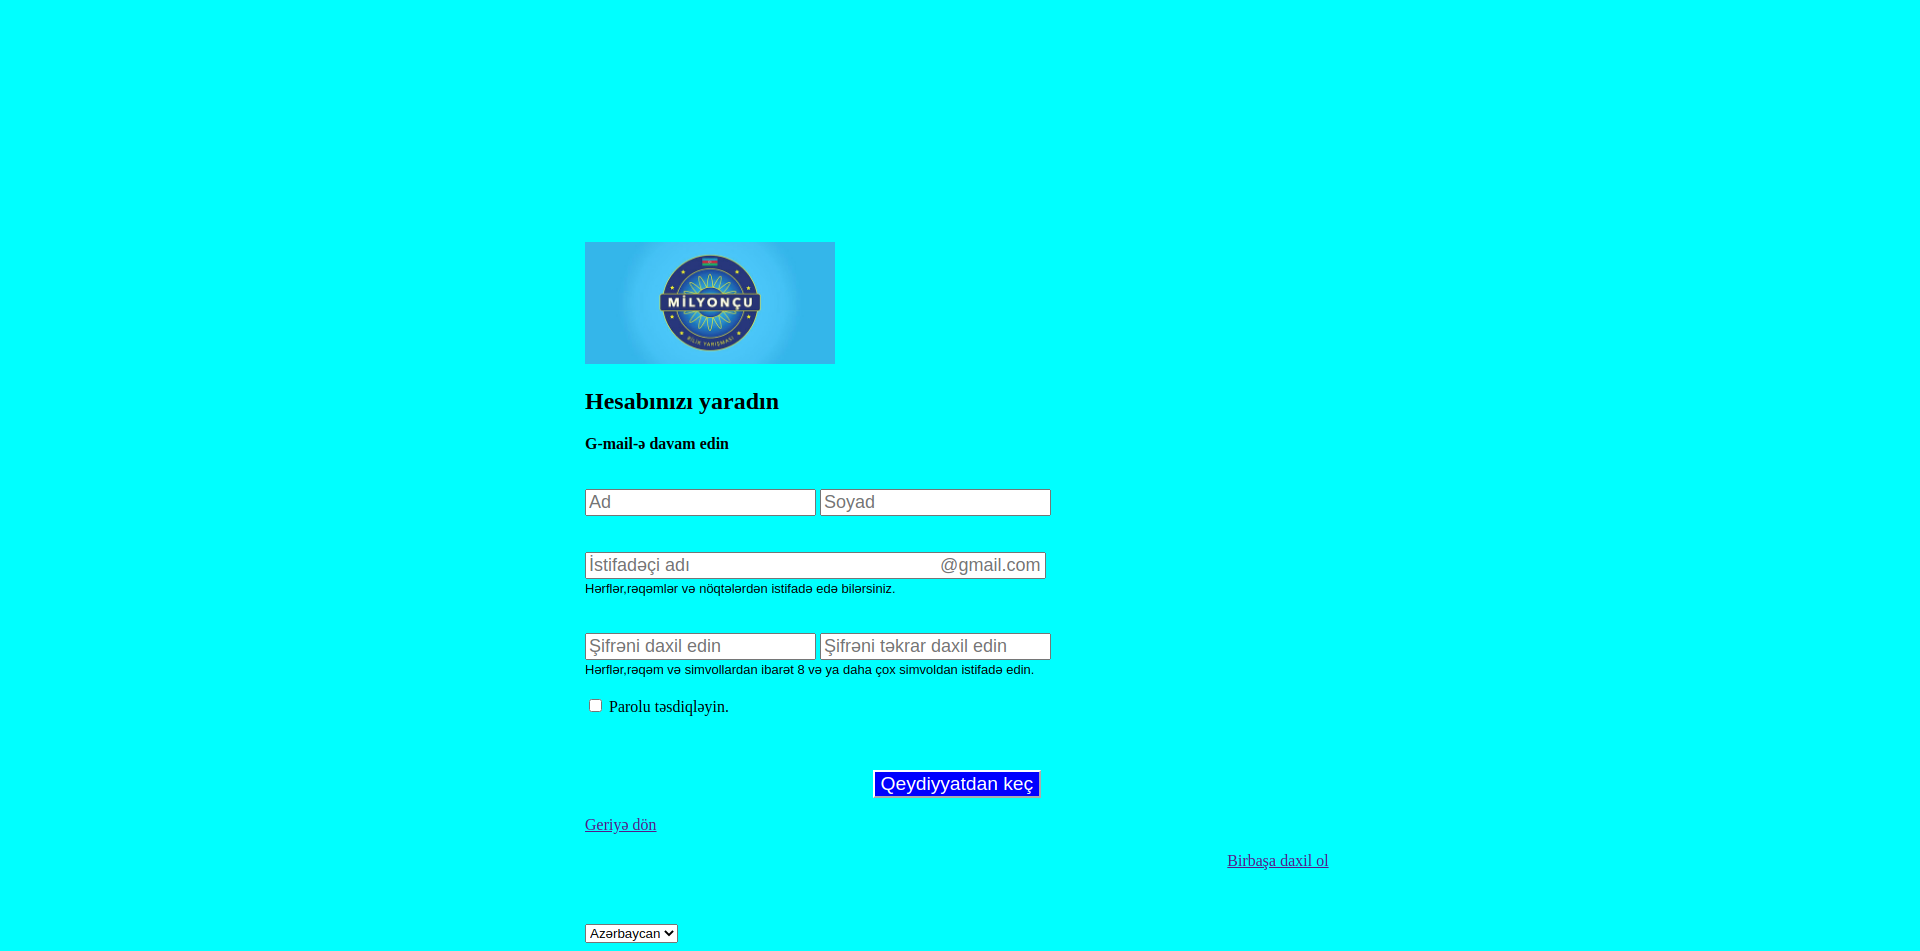 MİLYONÇU
BİLİK YARIŞMASI
Hesabınızı yaradın
G-mail-ə davam edin
Ad Soyad
İstifadəçi adı @gmail.com
Hərflər,rəqəmlər və nöqtələrdən istifadə edə bilərsiniz.
Şifrəni daxil edin Şifrəni təkrar daxil edin
Hərflər,rəqəm və simvollardan ibarət 8 və ya daha çox simvoldan istifadə edin.
Parolu təsdiqləyin.
Qeydiyyatdan keç
Geriyə dön
Birbaşa daxil ol
Azərbaycan